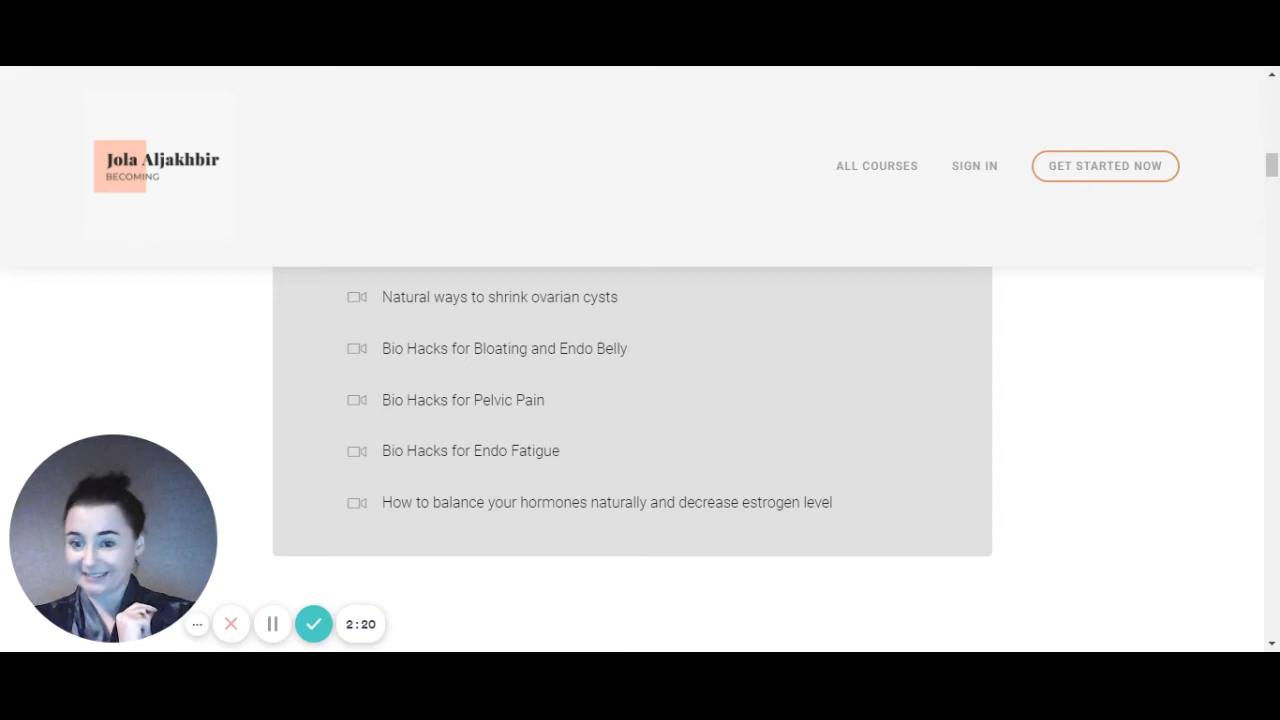 Jola Aljakhbir
BECOMING
ALL COURSES
SIGN IN
GET STARTED NOW
Natural ways to shrink ovarian cysts
Bio Hacks for Bloating and Endo Belly
Bio Hacks for Pelvic Pain
Bio Hacks for Endo Fatigue
How to balance your hormones naturally and decrease estrogen level
2:20